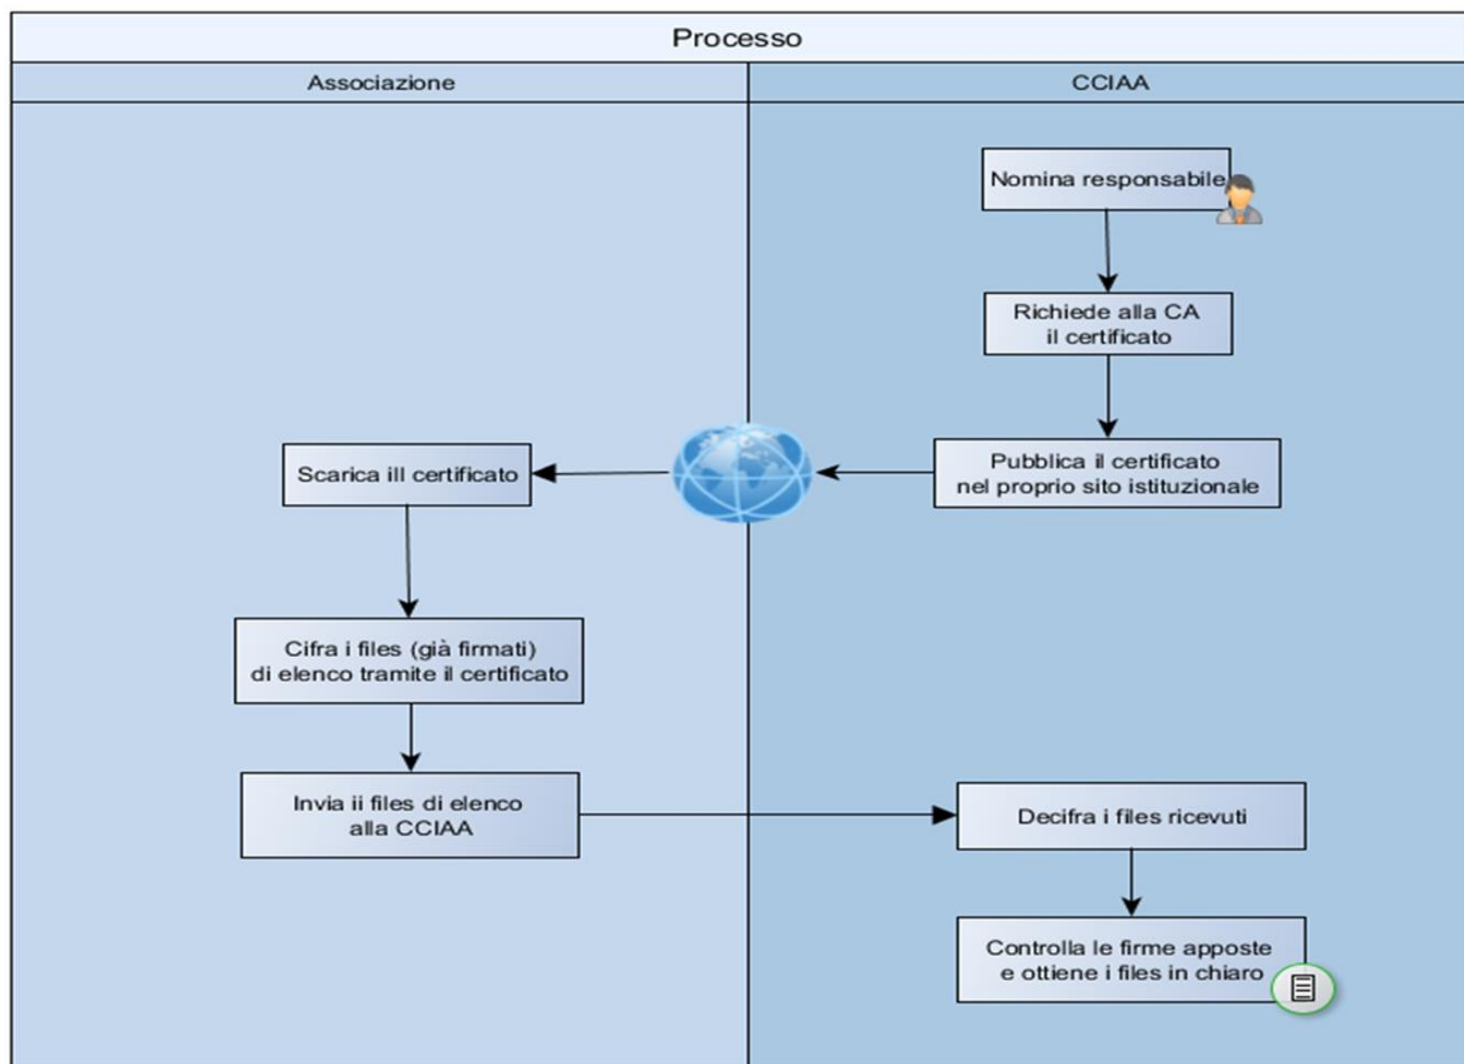 Processo
Associazione
CCIAA
Nomina responsabile
Richiede alla CA
il certificato
Pubblica il certificato
nel proprio sito istituzionale
Scarica ill certificato
Cifra i files (già firmati)
di elenco tramite il certificato
Invia ii files di elenco
alla CCIAA
Decifra i files ricevuti
Controlla le firme apposte
e ottiene i files in chiaro